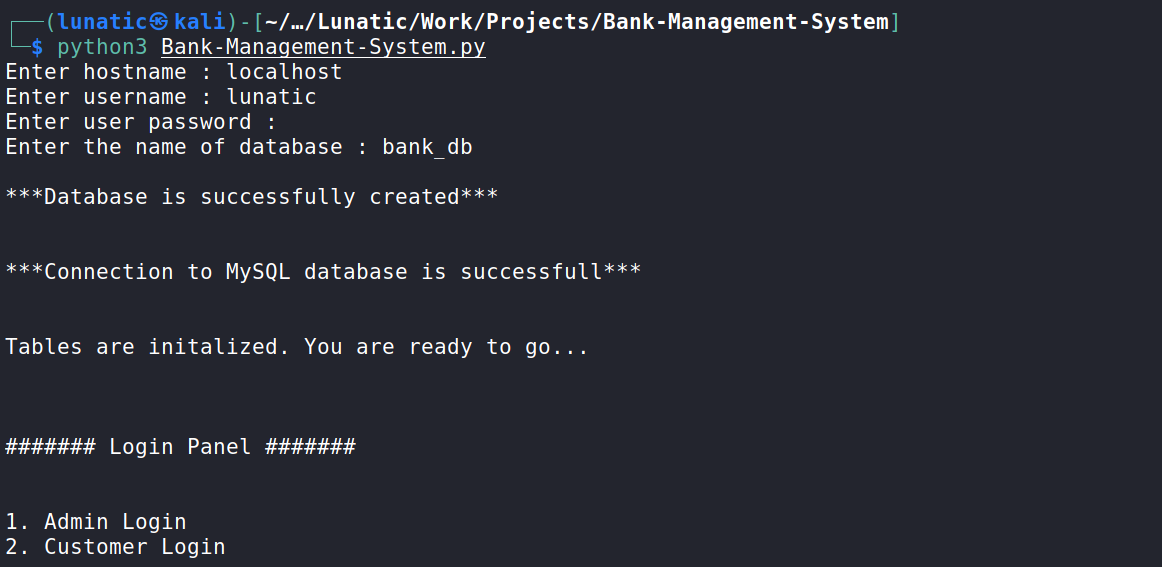 ┌──(lunatic㉿kali)-[~/…/Lunatic/Work/Projects/Bank-Management-System]
└─$ python3 Bank-Management-System.py
Enter hostname : localhost
Enter username : lunatic
Enter user password :
Enter the name of database : bank_db
***Database is successfully created***
***Connection to MySQL database is successfull***
Tables are initalized. You are ready to go...
####### Login Panel #######
1. Admin Login
2. Customer Login